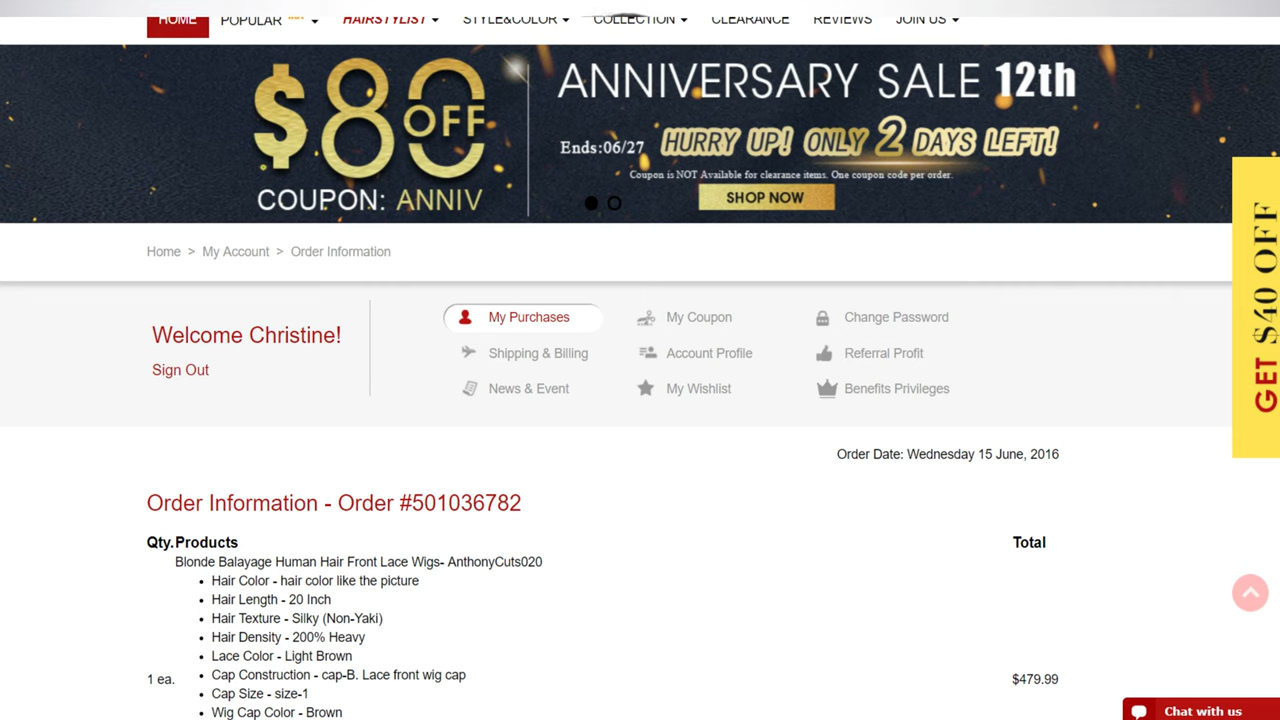 HOME POPULAR HAIRSTYLIST STYLE&COLOR COLLECTION CLEARANCE REVIEWS JOIN US
$80 OFF
COUPON: ANNIV
ANNIVERSARY SALE 12th
Ends:06/27 HURRY UP! ONLY 2 DAYS LEFT!
Coupon is NOT Available for clearance items. One coupon code per order.
SHOP NOW
GET $40 OFF
Home > My Account > Order Information
Welcome Christine!
Sign Out
My Purchases My Coupon Change Password
Shipping & Billing Account Profile Referral Profit
News & Event My Wishlist Benefits Privileges
Order Date: Wednesday 15 June, 2016
Order Information - Order #501036782
Qty. Products Total
Blonde Balayage Human Hair Front Lace Wigs- AnthonyCuts020
• Hair Color - hair color like the picture
• Hair Length - 20 Inch
• Hair Texture - Silky (Non-Yaki)
• Hair Density - 200% Heavy
• Lace Color - Light Brown
1 ea. • Cap Construction - cap-B. Lace front wig cap $479.99
• Cap Size - size-1
• Wig Cap Color - Brown
Chat with us